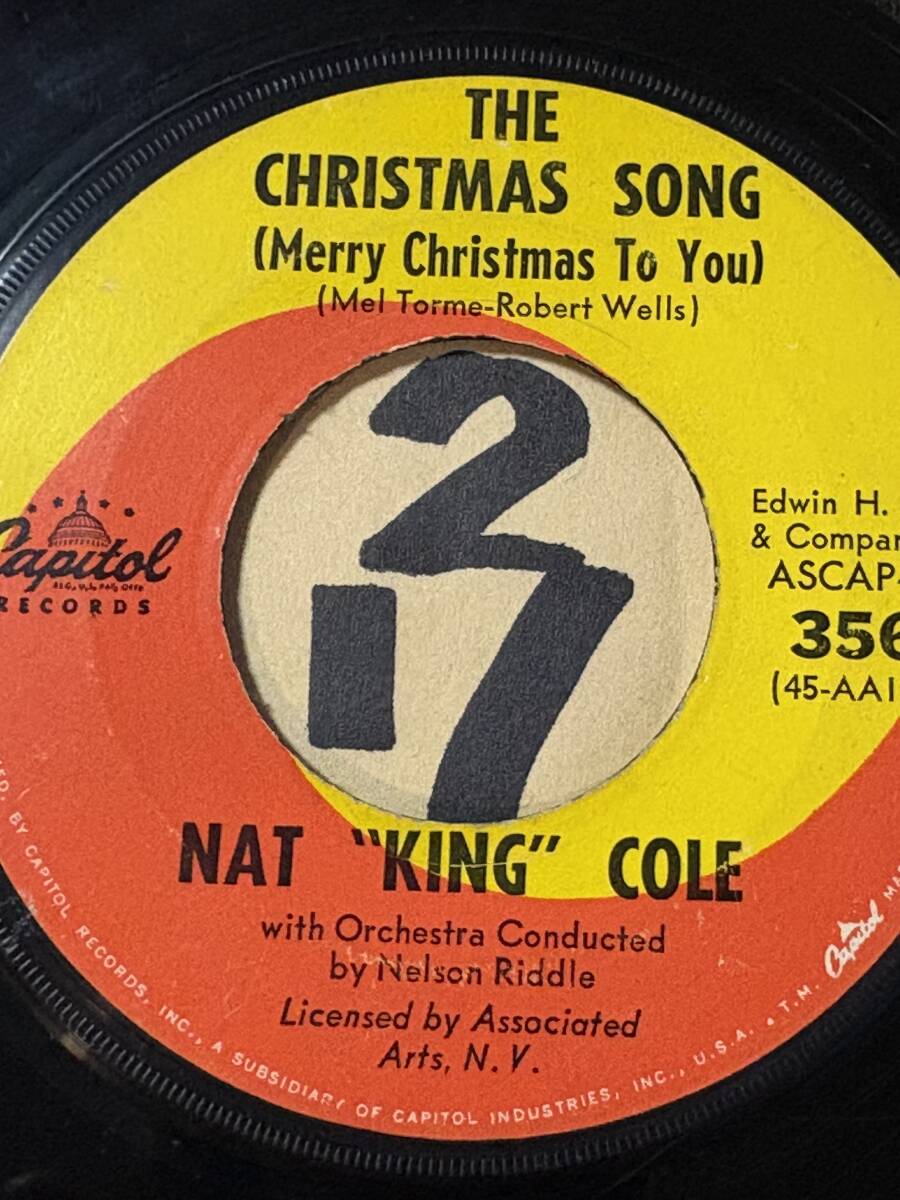 THE
CHRISTMAS SONG
(Merry Christmas To You)
(Mel Torme-Robert Wells)
2
17
Capitol
RECORDS
Edwin H.
&
ASCAP
356
(45-AA1
NAT "KING" COLE
with Orchestra Conducted
by Nelson Riddle
Licensed by Associated
Arts, N.V.
BY CAPITOL RECORDS, INC., A SUBSIDIARY OF CAPITOL INDUSTRIES, INC., U.S.A. • T.M. Capitol